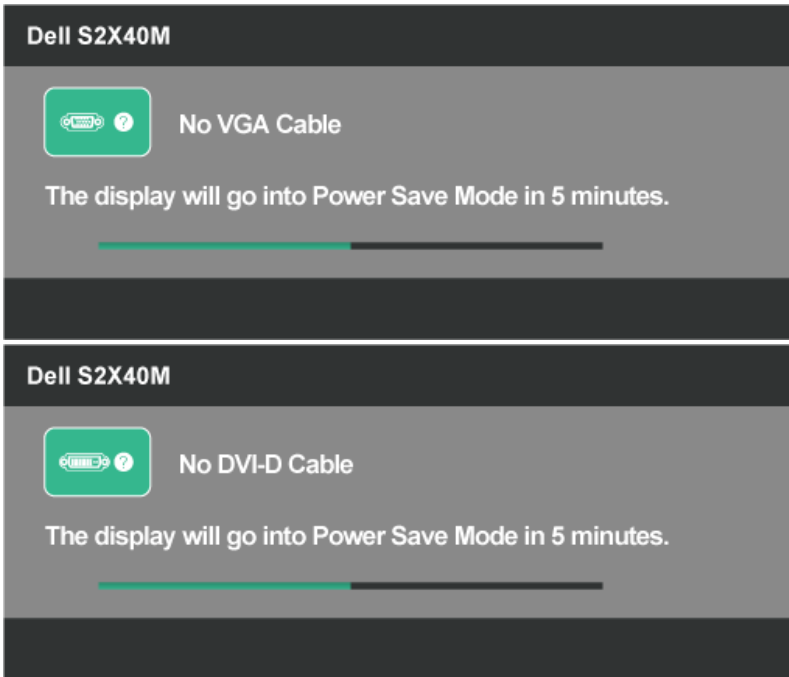 Dell S2X40M
No VGA Cable
The display will go into Power Save Mode in 5 minutes.
Dell S2X40M
No DVI-D Cable
The display will go into Power Save Mode in 5 minutes.